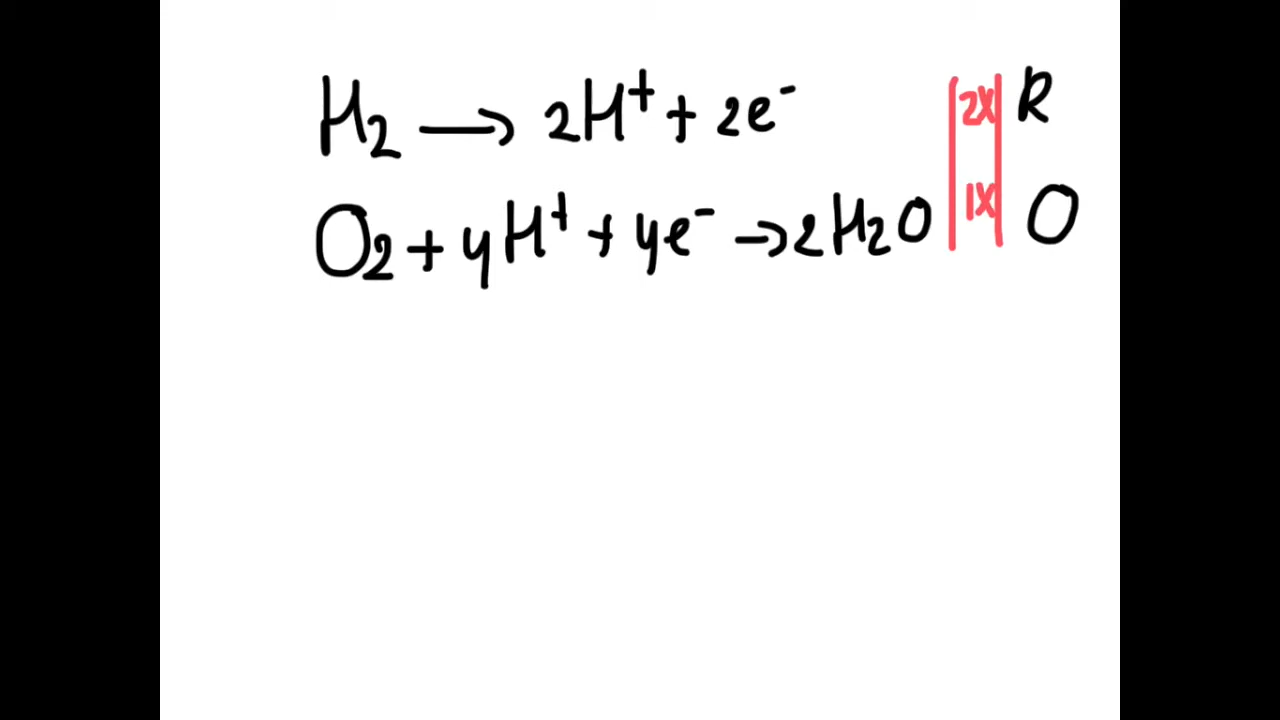 H₂ → 2H⁺ + 2e⁻ | 2X | R
O₂ + 4H⁺ + 4e⁻ → 2H₂O | 1X | O